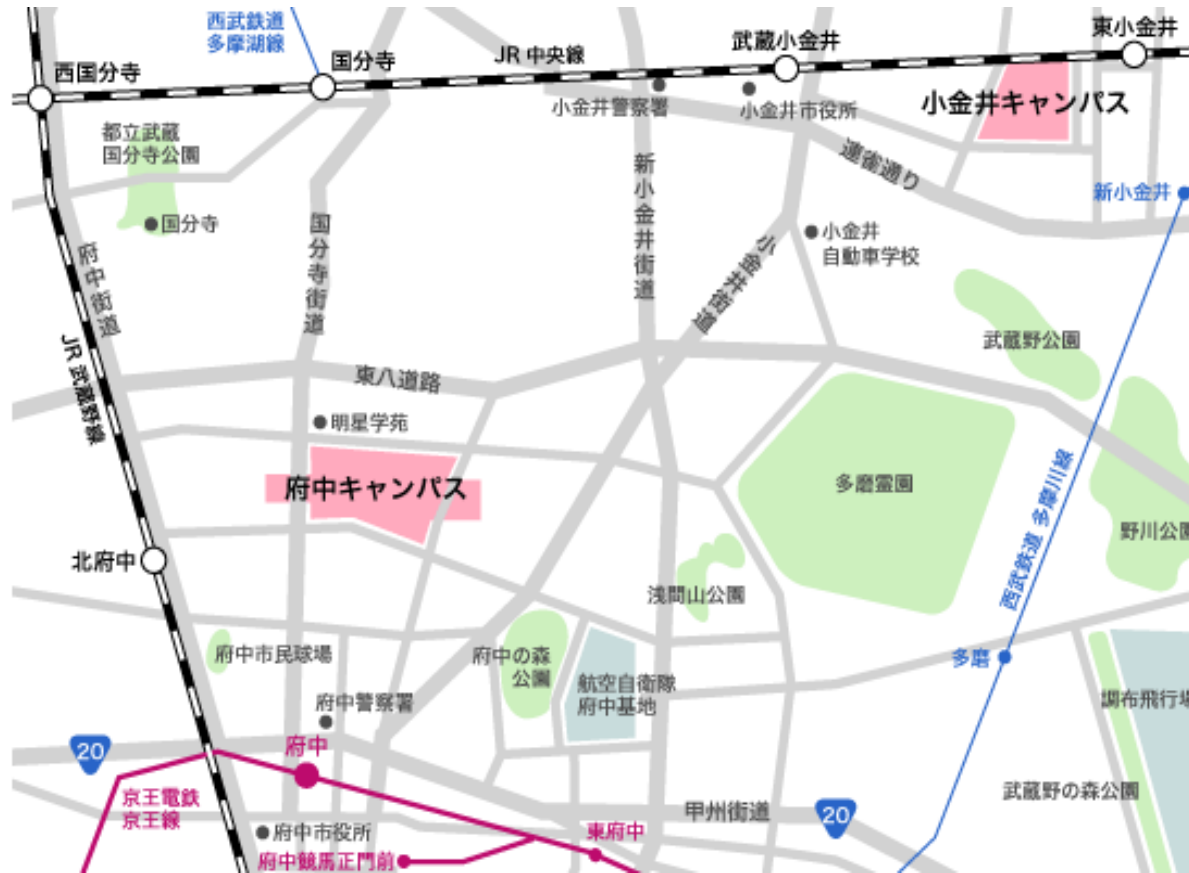 西武鉄道
多摩湖線
国分寺
JR 中央線
武蔵小金井
東小金井
西国分寺
小金井警察署
小金井市役所
小金井キャンパス
都立武蔵
国分寺公園
連雀通り
新小金井
国分寺
新小金井街道
小金井
自動車学校
府中街道
国分寺街道
小金井街道
武蔵野公園
JR 武蔵野線
東八道路
明星学苑
府中キャンパス
多磨霊園
西武鉄道 多摩川線
野川公園
北府中
浅間山公園
府中市民球場
府中の森
公園
航空自衛隊
府中基地
多磨
調布飛行場
府中警察署
20
府中
京王電鉄
京王線
武蔵野の森公園
甲州街道
20
府中市役所
東府中
府中競馬正門前